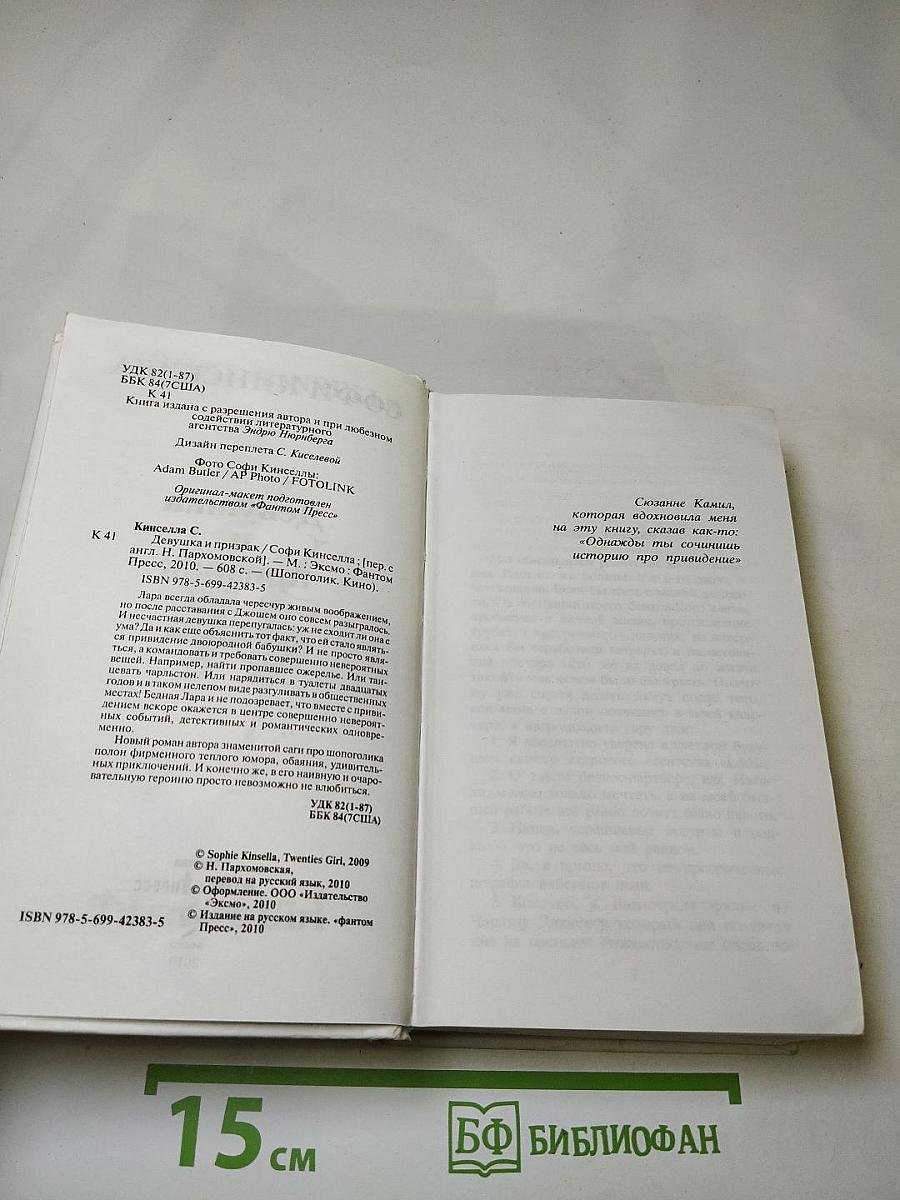 УДК 82(1-87)
ББК 84(7США)
К 41
Книга издана с разрешения автора и при любезном
содействии литературного
агентства Эндрю Нюрнберга
Дизайн переплета С. Киселевой
Фото Софи Кинселлы:
Adam Butler / AP Photo / FOTOLINK
Оригинал-макет подготовлен
издательством «Фантом Пресс»
Кинселла С.
К 41 Девушка и призрак / Софи Кинселла ; [пер. с
англ. Н. Пархомовской]. — М. : Эксмо : Фантом
Пресс, 2010. — 608 с. — (Шопоголик. Кино).
ISBN 978-5-699-42383-5
Лара всегда обладала чересчур живым воображением,
но после расставания с Джошем оно совсем разыгралось.
И несчастная девушка перепугалась: уж не сходит ли она с
ума? Да и как еще объяснить тот факт, что ей стало являть-
ся привидение двоюродной бабушки? И не просто явля-
ться, а командовать и требовать совершенно невероятных
вещей. Например, найти пропавшее ожерелье. Или тан-
цевать чарльстон. Или нарядиться в туалеты двадцатых
годов и в таком нелепом виде разгуливать в общественных
местах! Бедная Лара и не подозревает, что вместе с приви-
дением вскоре окажется в центре совершенно невероят-
ных событий, детективных и романтических одновре-
менно.
Новый роман автора знаменитой саги про шопоголика
полон фирменного теплого юмора, обаяния, удивитель-
ных приключений. И конечно же, в его наивную и очаро-
вательную героиню просто невозможно не влюбиться.
УДК 82(1-87)
ББК 84(7США)
© Sophie Kinsella, Twenties Girl, 2009
© Н. Пархомовская,
перевод на русский язык, 2010
© Оформление. ООО «Издательство
«Эксмо», 2010
© Издание на русском языке. «фантом
Пресс», 2010
ISBN 978-5-699-42383-5
Сюзанне Камил,
которая вдохновила меня
на эту книгу, сказав как-то:
«Однажды ты сочинишь
историю про привидение»
15 см
БФ БИБЛИОФАН